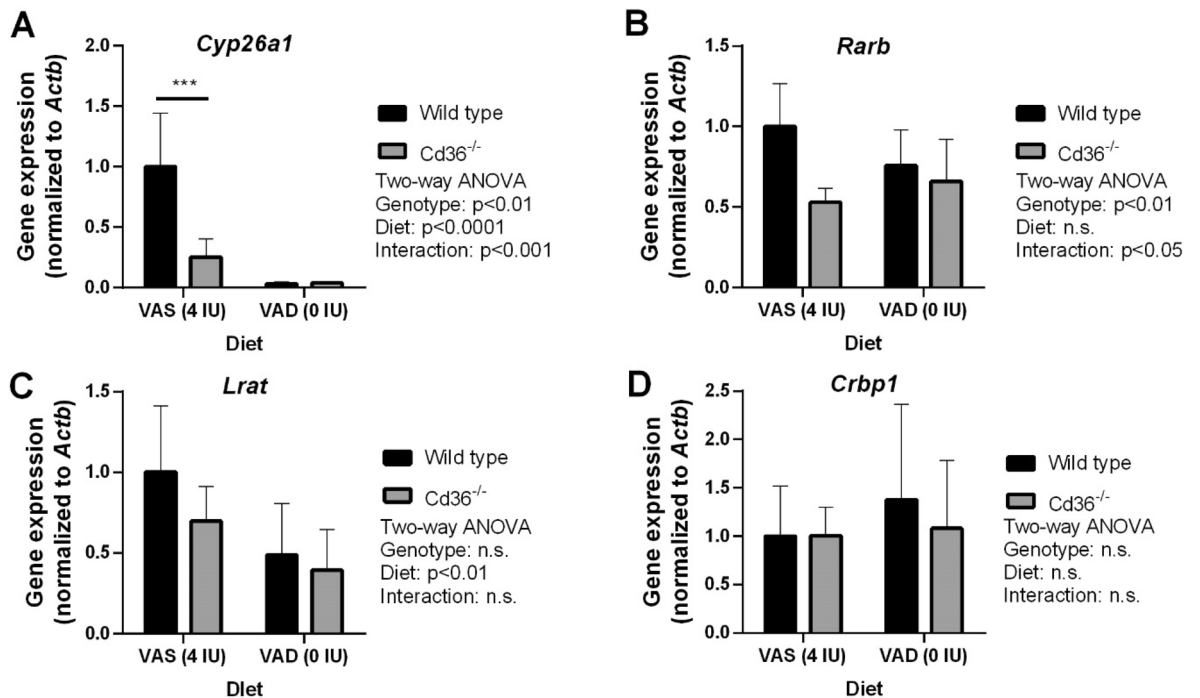 A
Cyp26a1
Gene expression
(normalized to Actb)
2.0
1.5
1.0
0.5
0.0
***
VAS (4 IU) VAD (0 IU)
Diet
Wild type
Cd36-/-
Two-way ANOVA
Genotype: p<0.01
Diet: p<0.0001
Interaction: p<0.001
B
Rarb
Gene expression
(normalized to Actb)
1.5
1.0
0.5
0.0
VAS (4 IU) VAD (0 IU)
Diet
Wild type
Cd36-/-
Two-way ANOVA
Genotype: p<0.01
Diet: n.s.
Interaction: p<0.05
C
Lrat
Gene expression
(normalized to Actb)
1.5
1.0
0.5
0.0
VAS (4 IU) VAD (0 IU)
DIet
Wild type
Cd36-/-
Two-way ANOVA
Genotype: n.s.
Diet: p<0.01
Interaction: n.s.
D
Crbp1
Gene expression
(normalized to Actb)
2.5
2.0
1.5
1.0
0.5
0.0
VAS (4 IU) VAD (0 IU)
Diet
Wild type
Cd36-/-
Two-way ANOVA
Genotype: n.s.
Diet: n.s.
Interaction: n.s.